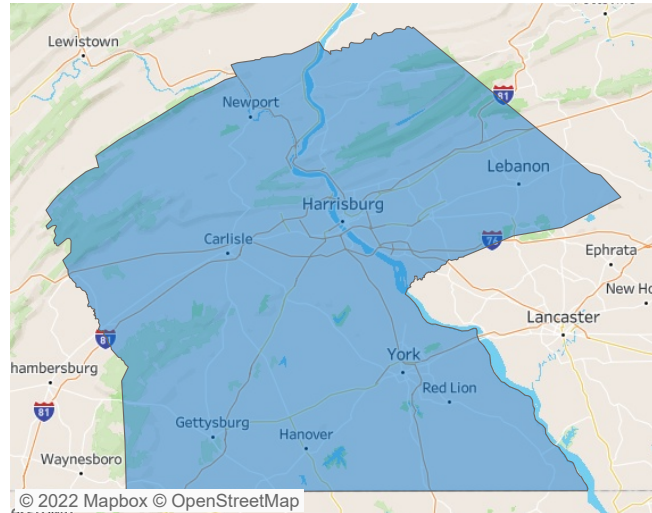 Lewistown
Newport
81
Lebanon
Harrisburg
Carlisle
76
Ephrata
New Ho
Lancaster
81
hambersburg
York
Red Lion
81
Gettysburg
Hanover
Waynesboro
© 2022 Mapbox © OpenStreetMap